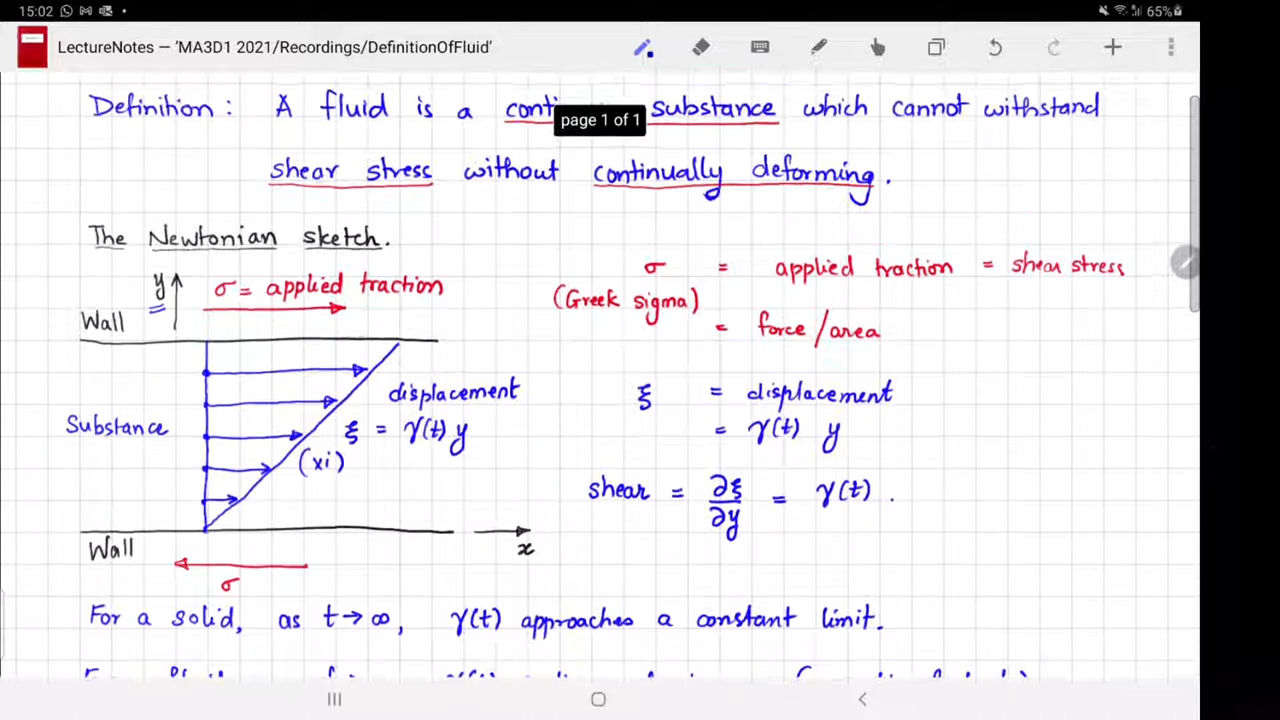 15:02
65%
LectureNotes — 'MA3D1 2021/Recordings/DefinitionOfFluid'
Definition : A fluid is a conti substance which cannot withstand
page 1 of 1
shear stress without continually deforming.
The Newtonian sketch.
y σ = applied traction
σ = applied traction = shear stress
(Greek sigma)
= force/area
Wall
Substance
displacement
ξ = γ(t) y
(xi)
ξ = displacement
= γ(t) y
shear = ∂ξ/∂y = γ(t).
Wall
x
σ
For a solid, as t→∞, γ(t) approaches a constant limit.